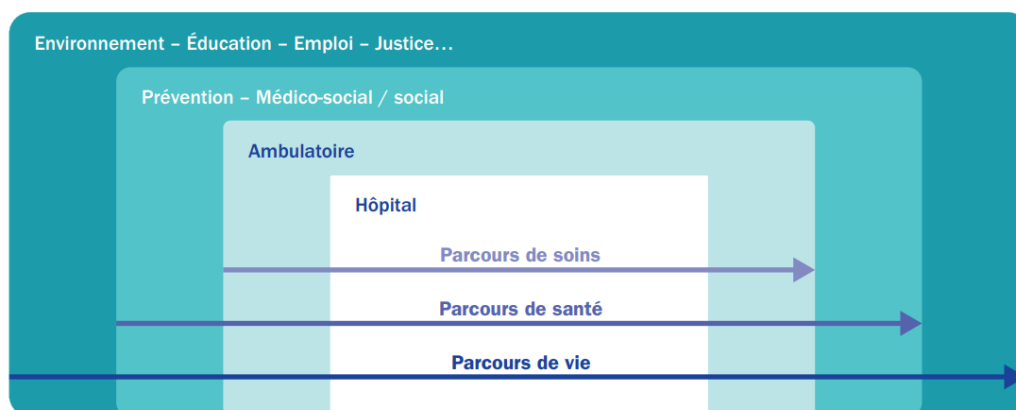 Environnement – Éducation – Emploi – Justice…
Prévention – Médico-social / social
Ambulatoire
Hôpital
Parcours de soins
Parcours de santé
Parcours de vie